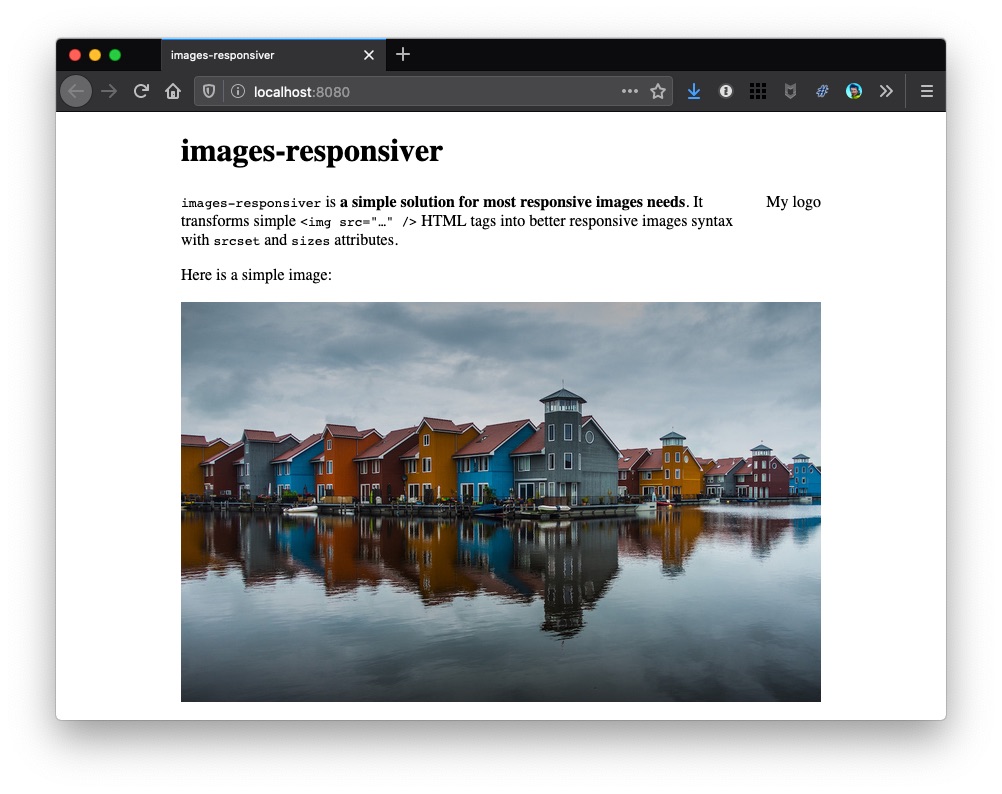 images-responsiver
localhost:8080
images-responsiver
images-responsiver is a simple solution for most responsive images needs. It
My logo
transforms simple <img src="…" /> HTML tags into better responsive images syntax
with srcset and sizes attributes.
Here is a simple image: